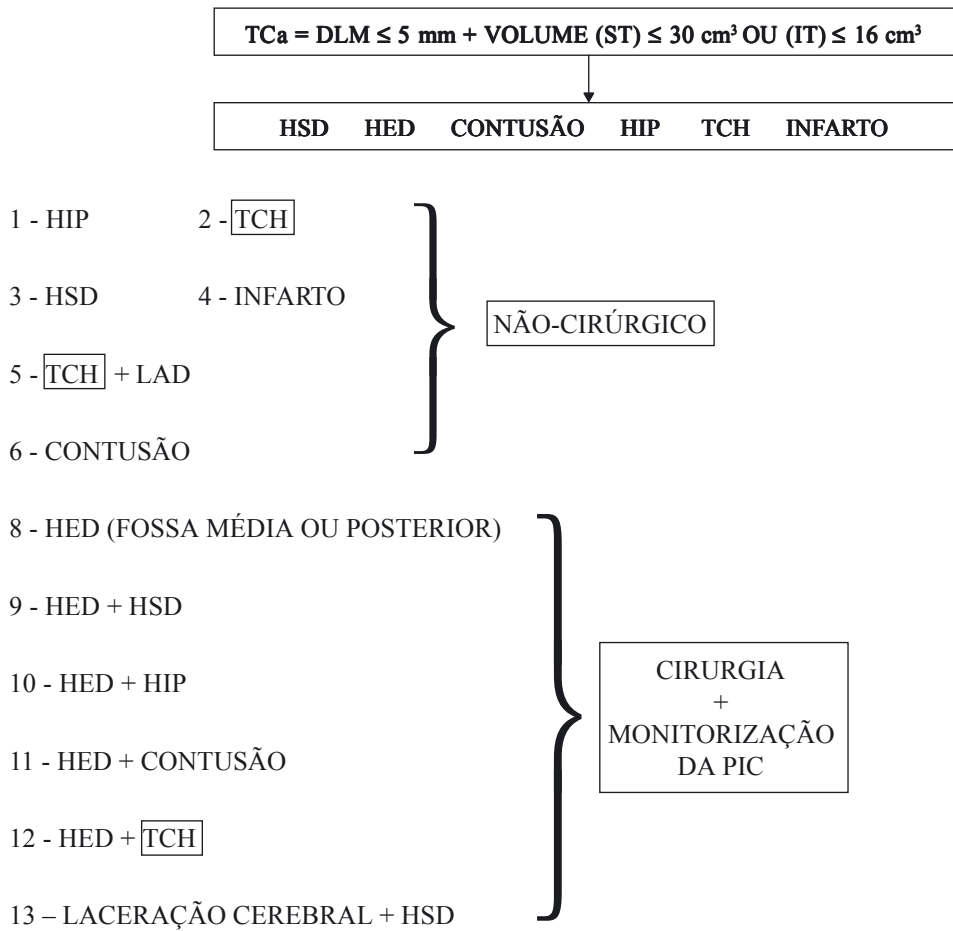 TCa = DLM ≤ 5 mm + VOLUME (ST) ≤ 30 cm³ OU (IT) ≤ 16 cm³
HSD HED CONTUSÃO HIP TCH INFARTO
1 - HIP 2 - TCH
3 - HSD 4 - INFARTO
NÃO-CIRÚRGICO
5 - TCH + LAD
6 - CONTUSÃO
8 - HED (FOSSA MÉDIA OU POSTERIOR)
9 - HED + HSD
10 - HED + HIP
CIRURGIA
+
MONITORIZAÇÃO
DA PIC
11 - HED + CONTUSÃO
12 - HED + TCH
13 – LACERAÇÃO CEREBRAL + HSD